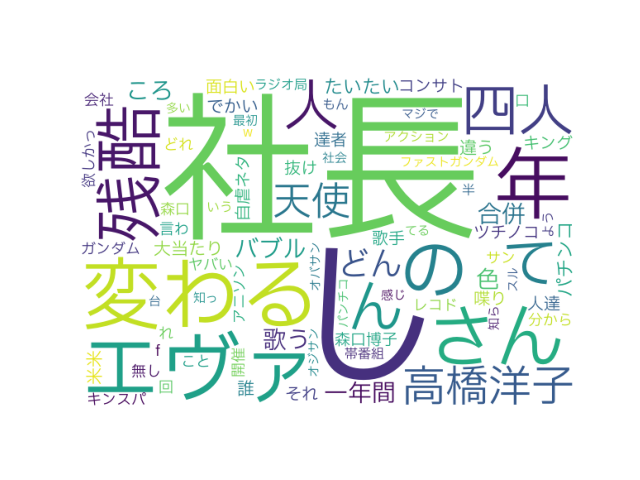 面白い
ラジオ局
たいたい
コンサト
ころ
会社
多い
でかい
もん
マジで
口
四人
人
社長
残酷
欲しかっ
どれ
最初
w
達者
アクション
違う
キング
社会
ファストガンダム
抜け
自虐ネタ
天使
半
年
森口
いう
言わ
合併
ツチノコ
よう
ガンダム
大当たり
バブル
歌手
てる
パチンコ
ヤバい
アニソン
オバサン
どん
の
て
サン
変わる
し
ん
色
スル
台
知っ
パンチコ
感じ
レコド
喋り
人達
知ら
分から
エヴァ
さん
歌う
森口博子
帯番組
れ
f
こと
開催
オジサン
米米
無し
回
誰
それ
一年間
高橋洋子
キンスパ